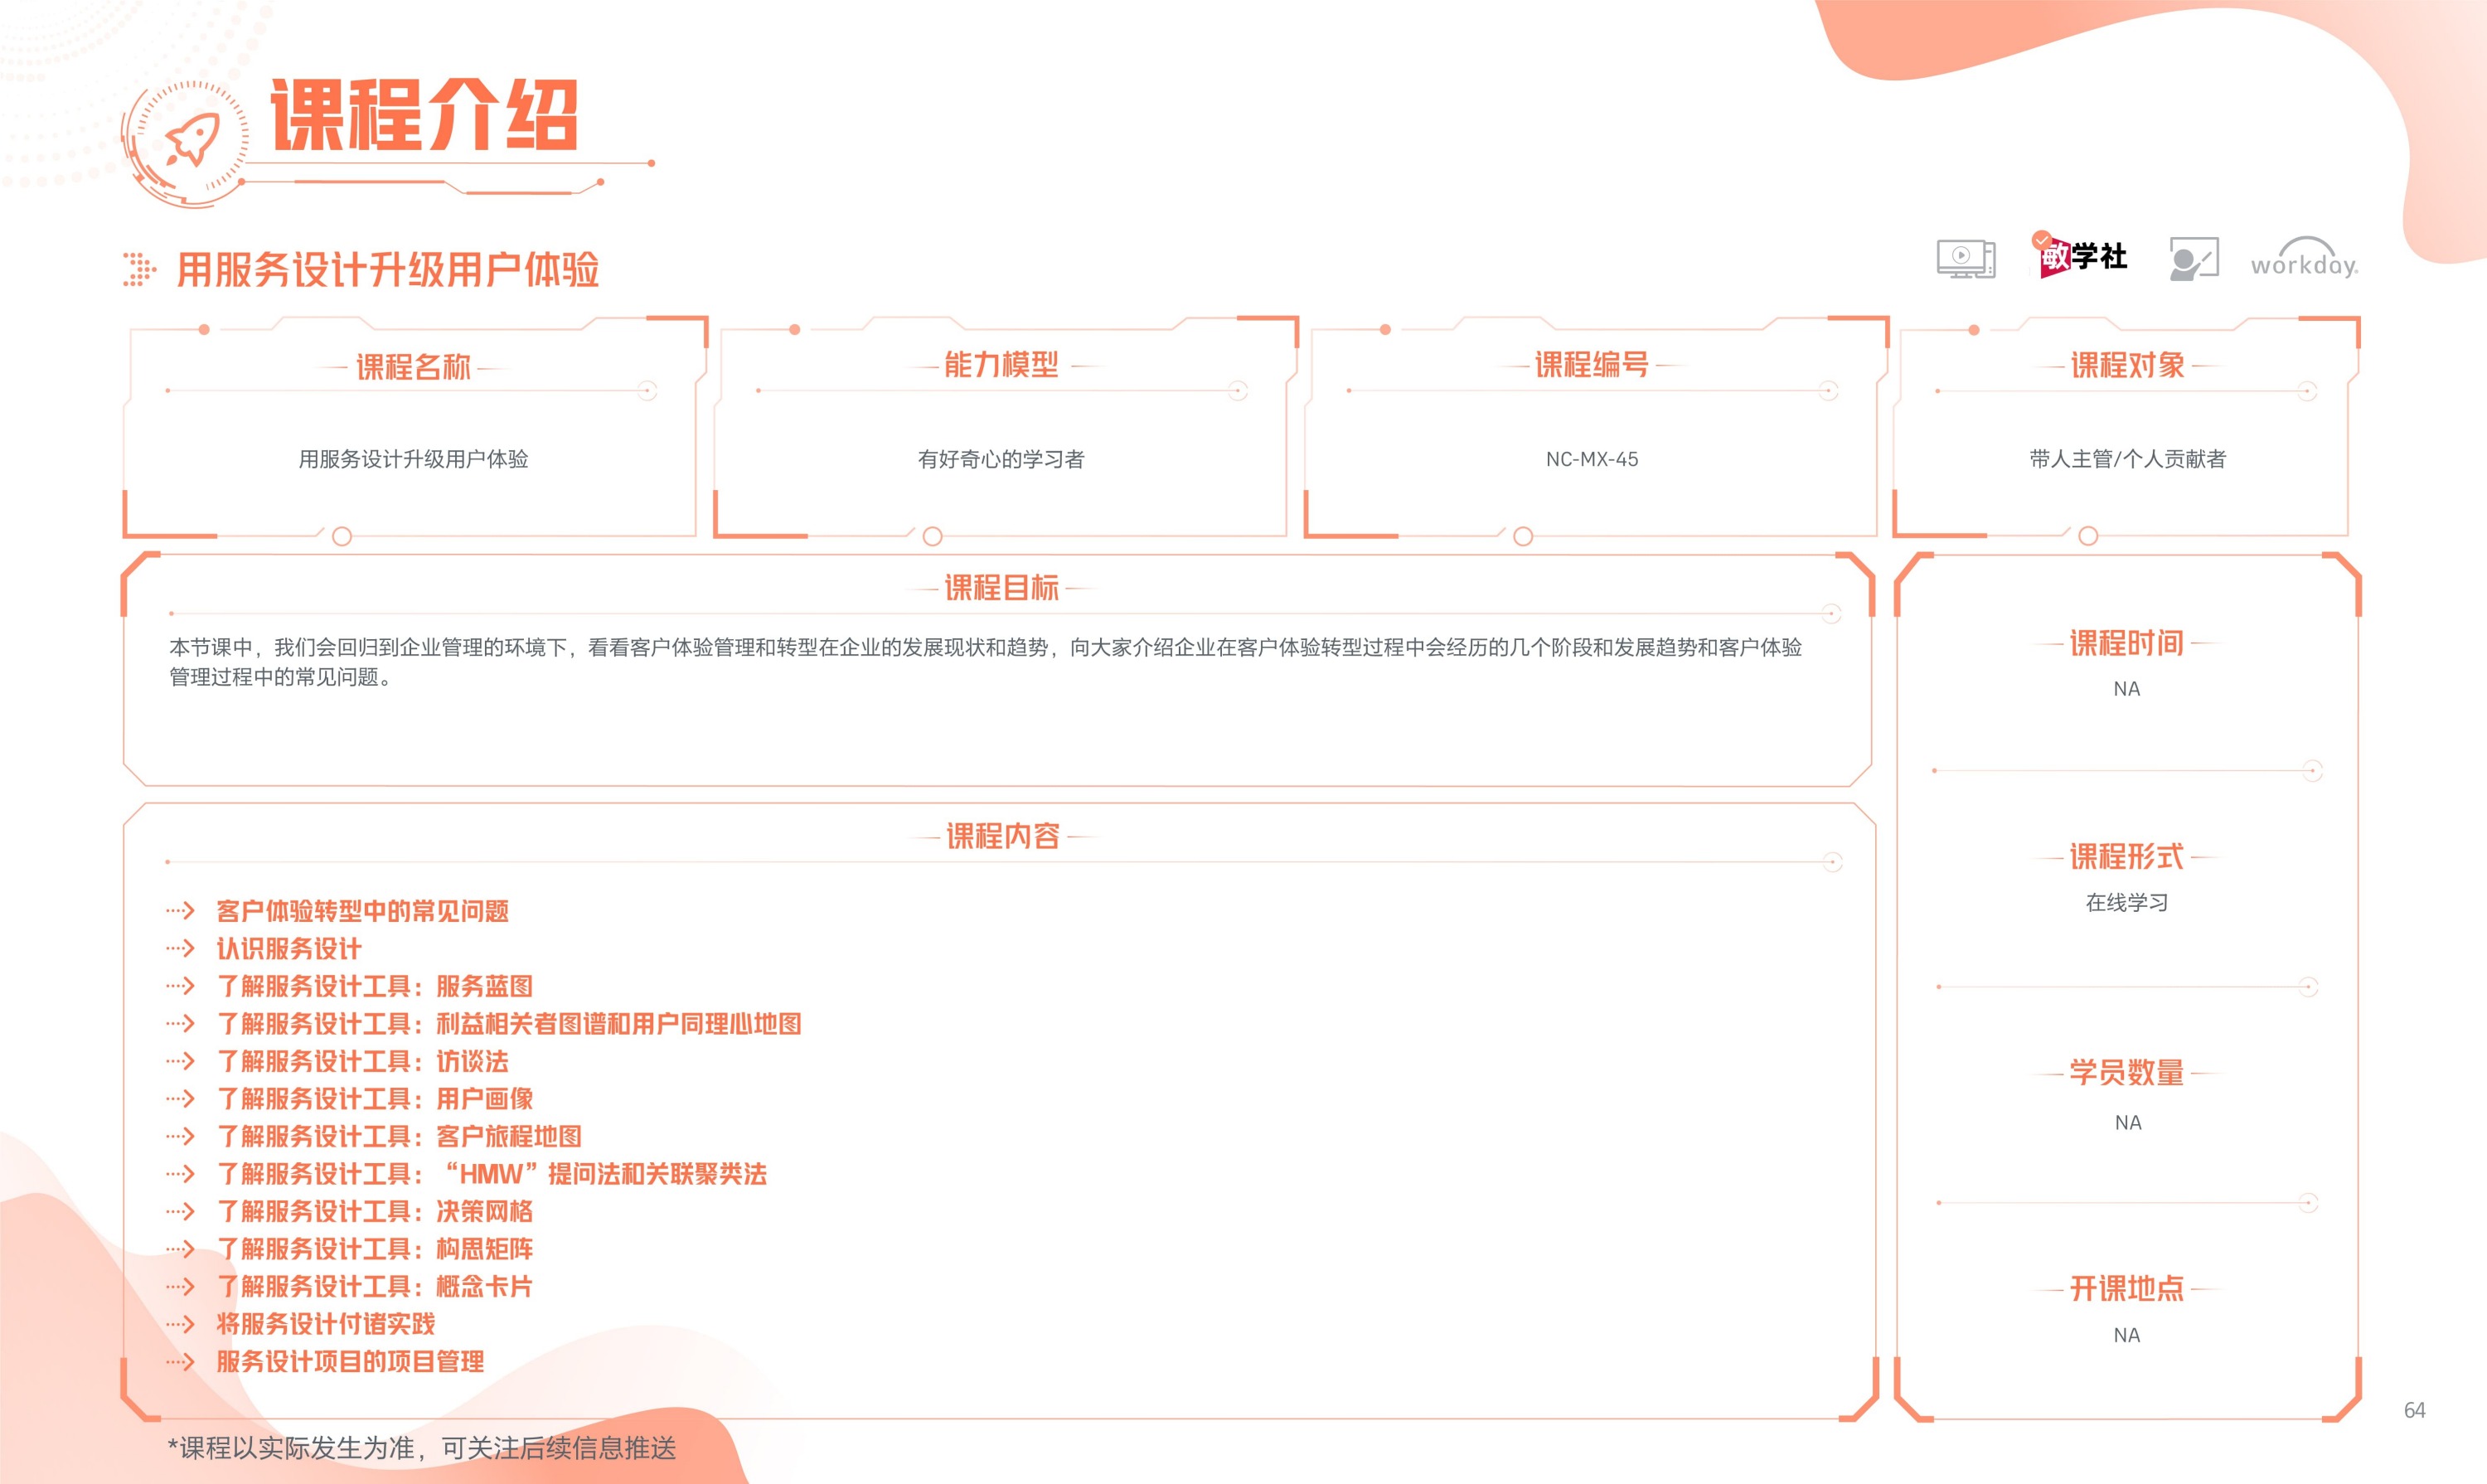 课程介绍
用服务设计升级用户体验
敏学社
workday.
课程名称
用服务设计升级用户体验
能力模型
有好奇心的学习者
课程编号
NC-MX-45
课程对象
带人主管/个人贡献者
课程目标
本节课中，我们会回归到企业管理的环境下，看看客户体验管理和转型在企业的发展现状和趋势，向大家介绍企业在客户体验转型过程中会经历的几个阶段和发展趋势和客户体验
管理过程中的常见问题。
课程内容
客户体验转型中的常见问题
认识服务设计
了解服务设计工具：服务蓝图
了解服务设计工具：利益相关者图谱和用户同理心地图
了解服务设计工具：访谈法
了解服务设计工具：用户画像
了解服务设计工具：客户旅程地图
了解服务设计工具：“HMW”提问法和关联聚类法
了解服务设计工具：决策网格
了解服务设计工具：构思矩阵
了解服务设计工具：概念卡片
将服务设计付诸实践
服务设计项目的项目管理
课程时间
NA
课程形式
在线学习
学员数量
NA
开课地点
NA
*课程以实际发生为准，可关注后续信息推送
64